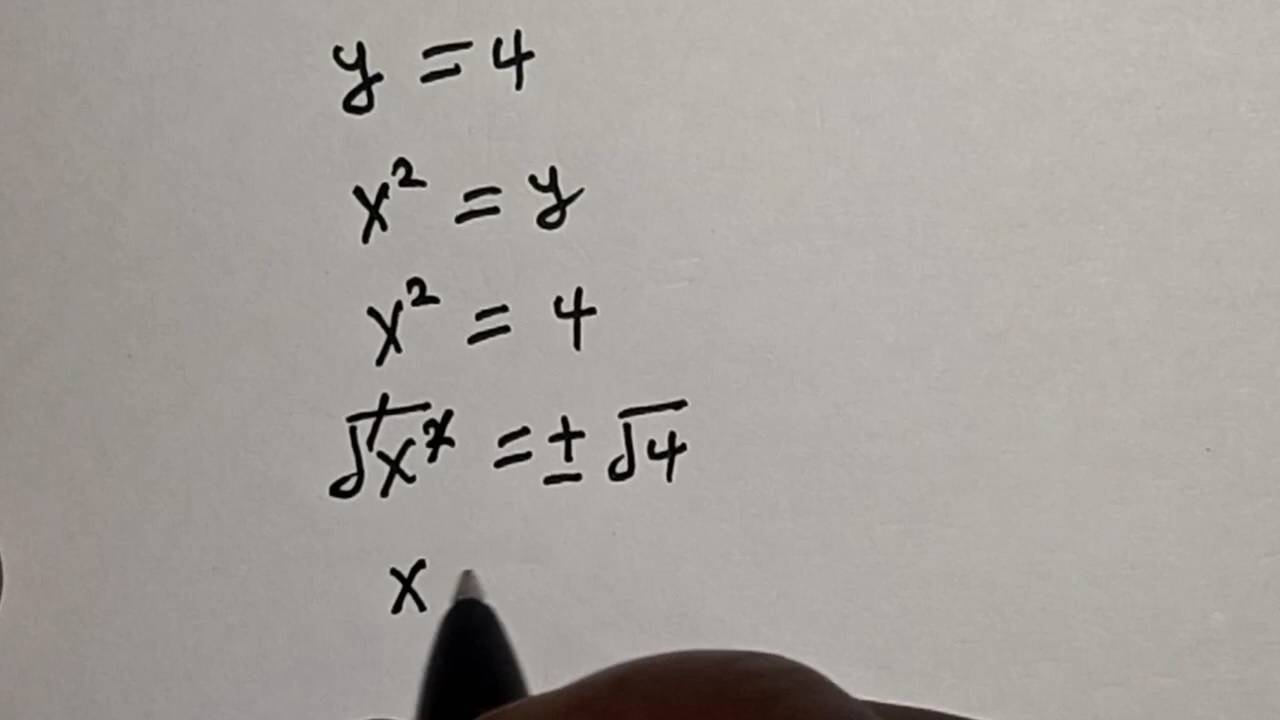 y = 4
x² = y
x² = 4
√x² = ± √4
x